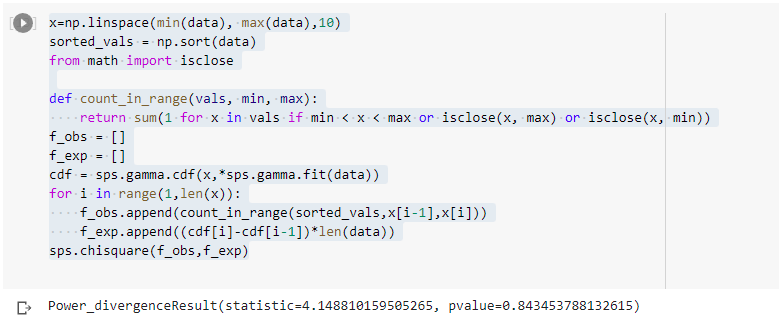 x=np.linspace(min(data), max(data),10)
sorted_vals = np.sort(data)
from math import isclose

def count_in_range(vals, min, max):
    return sum(1 for x in vals if min < x < max or isclose(x, max) or isclose(x, min))
f_obs = []
f_exp = []
cdf = sps.gamma.cdf(x,*sps.gamma.fit(data))
for i in range(1,len(x)):
    f_obs.append(count_in_range(sorted_vals,x[i-1],x[i]))
    f_exp.append((cdf[i]-cdf[i-1])*len(data))
sps.chisquare(f_obs,f_exp)
Power_divergenceResult(statistic=4.148810159505265, pvalue=0.843453788132615)